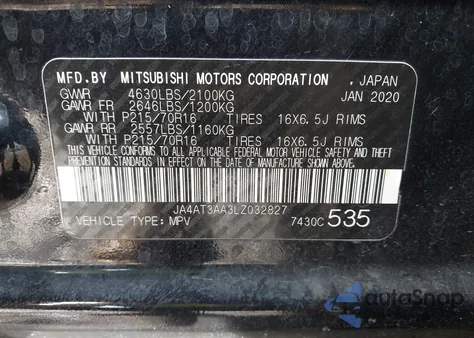 MFD.BY MITSUBISHI MOTORS CORPORATION . JAPAN
GVWR 4630LBS/2100KG JAN 2020
GAWR FR 2646LBS/1200KG
WITH P215/70R16 TIRES 16X6.5J RIMS
GAWR RR 2557LBS/1160KG
WITH P215/70R16 TIRES 16X6.5J RIMS
THIS VEHICLE CONFORMS TO ALL APPLICABLE FEDERAL MOTOR VEHICLE SAFETY AND THEFT PREVENTION STANDARDS IN EFFECT ON THE DATE OF MANUFACTURE SHOWN ABOVE.
JA4AT3AA3LZ032827
VEHICLE TYPE: MPV 7430C 535
autoSnap